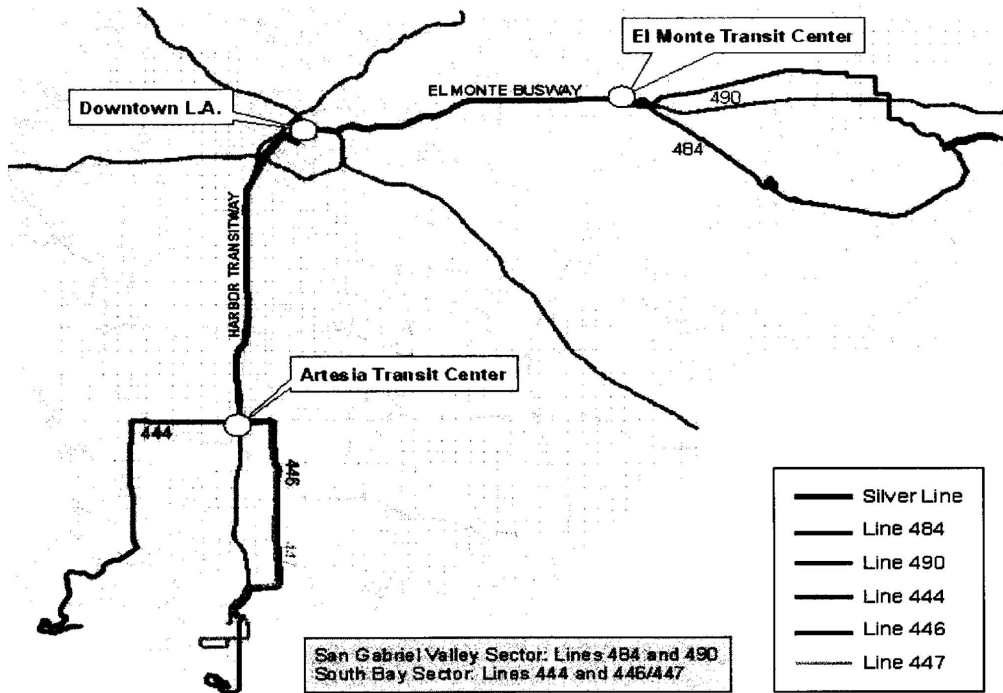 El Monte Transit Center
Downtown L.A.
EL MONTE BUSWAY
490
484
HARBOR TRANSITWAY
Artesia Transit Center
444
446
Silver Line
Line 484
Line 490
Line 444
Line 446
Line 447
San Gabriel Valley Sector: Lines 484 and 490
South Bay Sector: Lines 444 and 446/447